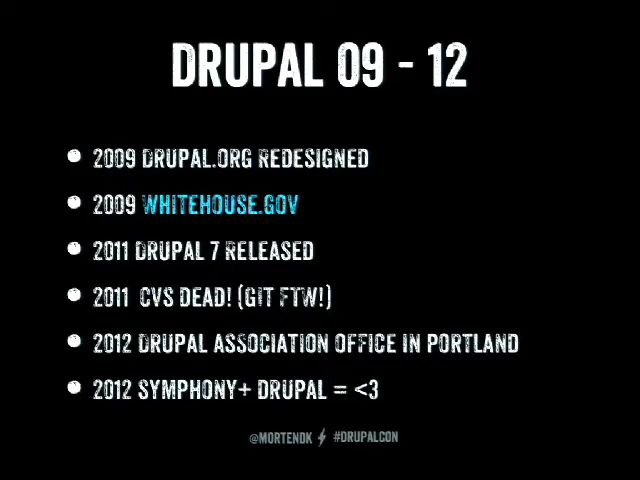 DRUPAL 09 - 12
2009 DRUPAL.ORG REDESIGNED
2009 WHITEHOUSE.GOV
2011 DRUPAL 7 RELEASED
2011 CVS DEAD! (GIT FTW!)
2012 DRUPAL ASSOCIATION OFFICE IN PORTLAND
2012 SYMPHONY+ DRUPAL = <3
@MORTENDK #DRUPALCON